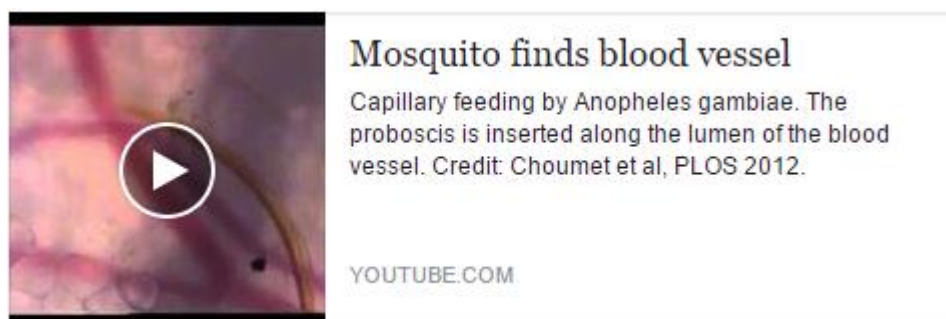 Mosquito finds blood vessel
Capillary feeding by Anopheles gambiae. The
proboscis is inserted along the lumen of the blood
vessel. Credit: Choumet et al, PLOS 2012.
YOUTUBE.COM